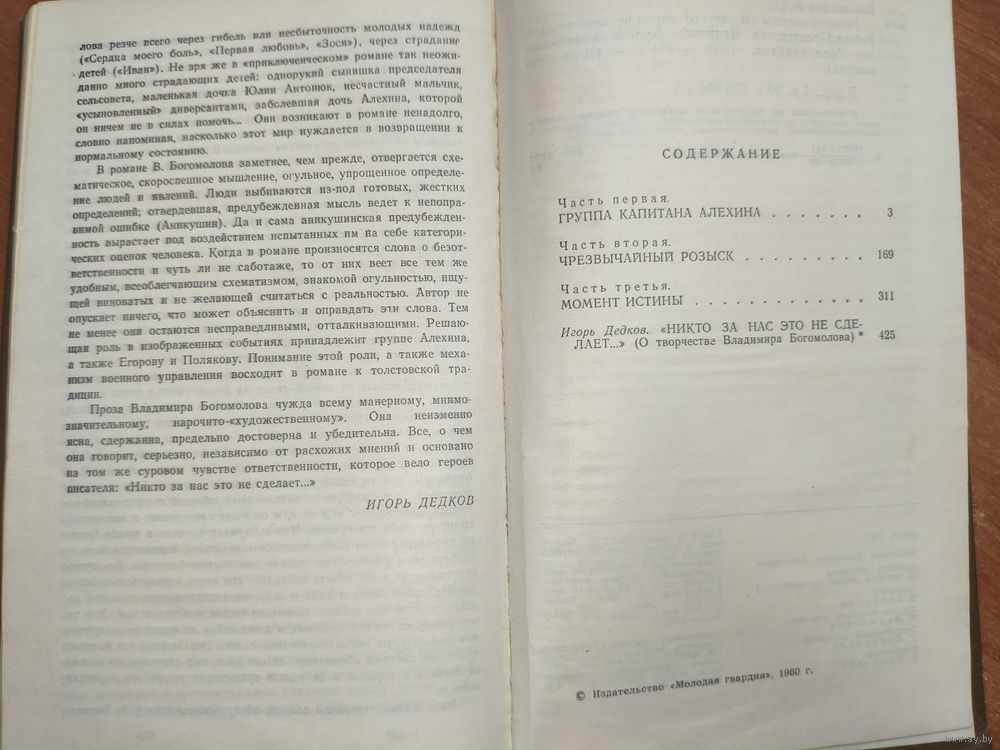 лова резче всего через гибель или несбыточность молодых надежд
(«Сердца моего боль», «Первая любовь», «Зося»), через страдание
детей («Иван»). Не зря же в «приключенческом» романе так неожи-
данно много страдающих детей: однорукий сынишка председателя
сельсовета, маленькая дочка Юлии Антонюк, несчастный мальчик,
«усыновленный» диверсантами, заболевшая дочь Алехина, которой
он ничем не в силах помочь... Они возникают в романе ненадолго,
словно напоминая, насколько этот мир нуждается в возвращении к
нормальному состоянию.
В романе В. Богомолова заметнее, чем прежде, отвергается схе-
матическое, скороспешное мышление, огульное, упрощенное определе-
ние людей и явлений. Люди выбиваются из-под готовых, жестких
определений; отвердевшая, предубежденная мысль ведет к непопра-
вимой ошибке (Аникушин). Да и сама аникушинская предубежден-
ность вырастает под воздействием испытанных им на себе категори-
ческих оценок человека. Когда в романе произносятся слова о безот-
ветственности и чуть ли не саботаже, то от них веет все тем же
удобным, всеоблегчающим схематизмом, знакомой огульностью, ищу-
щей виноватых и не желающей считаться с реальностью. Автор не
опускает ничего, что может объяснить и оправдать эти слова. Тем
не менее они остаются несправедливыми, отталкивающими. Решаю-
щая роль в изображенных событиях принадлежит группе Алехина,
а также Егорову и Полякову. Понимание этой роли, а также меха-
низм военного управления восходит в романе к толстовской тра-
диции.
Проза Владимира Богомолова чужда всему манерному, мнимо-
значительному, нарочито-«художественному». Она неизменно
ясна, сдержанна, предельно достоверна и убедительна. Все, о чем
она говорит, серьезно, независимо от расхожих мнений и основано
на том же суровом чувстве ответственности, которое вело героев
писателя: «Никто за нас это не сделает...»
ИГОРЬ ДЕДКОВ
СОДЕРЖАНИЕ
Часть первая.
ГРУППА КАПИТАНА АЛЕХИНА . . . . . . . 3
Часть вторая.
ЧРЕЗВЫЧАЙНЫЙ РОЗЫСК . . . . . . . . . 169
Часть третья.
МОМЕНТ ИСТИНЫ . . . . . . . . . . . . . 311
Игорь Дедков. «НИКТО ЗА НАС ЭТО НЕ СДЕ-
ЛАЕТ...» (О творчестве Владимира Богомолова) * 425
© Издательство «Молодая гвардия», 1980 г.
www.ay.by